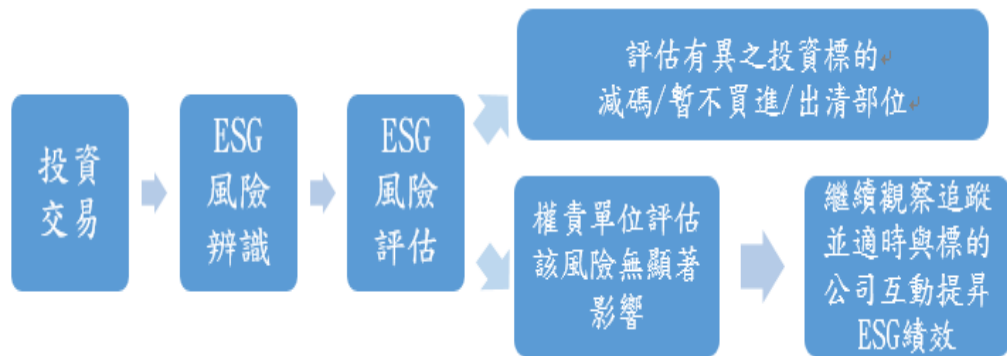 投資
交易
ESG
風險
辨識
ESG
風險
評估
評估有異之投資標的
減碼/暫不買進/出清部位
權責單位評估
該風險無顯著
影響
繼續觀察追蹤
並適時與標的
公司互動提昇
ESG績效